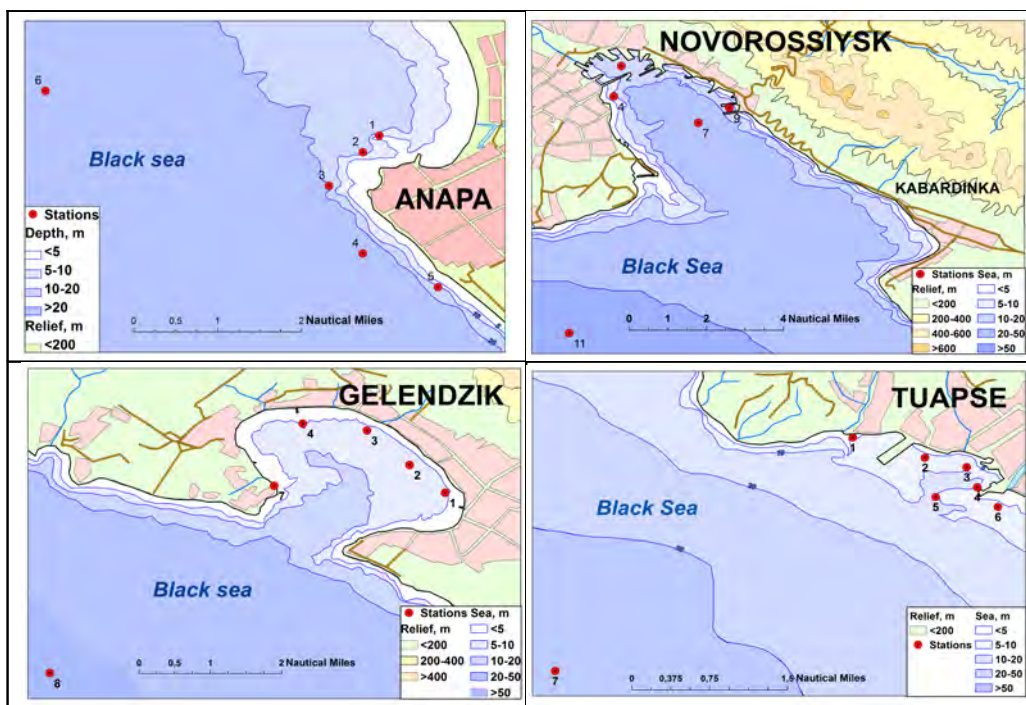 6
1
2
Black sea
3
ANAPA
Stations
Depth, m
<5
5-10
10-20
>20
Relief, m
<200
4
5
0 0,5 1 2 Nautical Miles
NOVOROSSIYSK
2
4
2
9
7
KABARDINKA
Black Sea
Stations Sea, m
Relief, m <5
<200 5-10
200-400 10-20
400-600 20-50
>600 >50
0 1 2 4 Nautical Miles
11
GELENDZIK
4
3
2
7
1
Black sea
Stations Sea, m
Relief, m <5
<200 5-10
200-400 10-20
>400 20-50
>50
0 0,5 1 2 Nautical Miles
8
TUAPSE
1
2
3
4
5
6
Black Sea
Relief, m Sea, m
<200 <5
Stations 5-10
10-20
20-50
>50
7
0 0,375 0,75 1,5 Nautical Miles